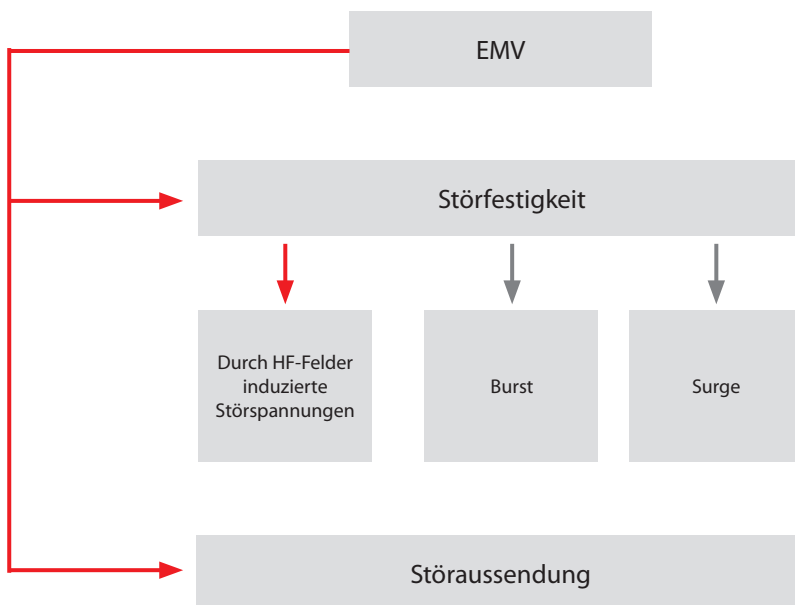 EMV
Störfestigkeit
Durch HF-Felder
induzierte
Störspannungen
Burst
Surge
Störaussendung